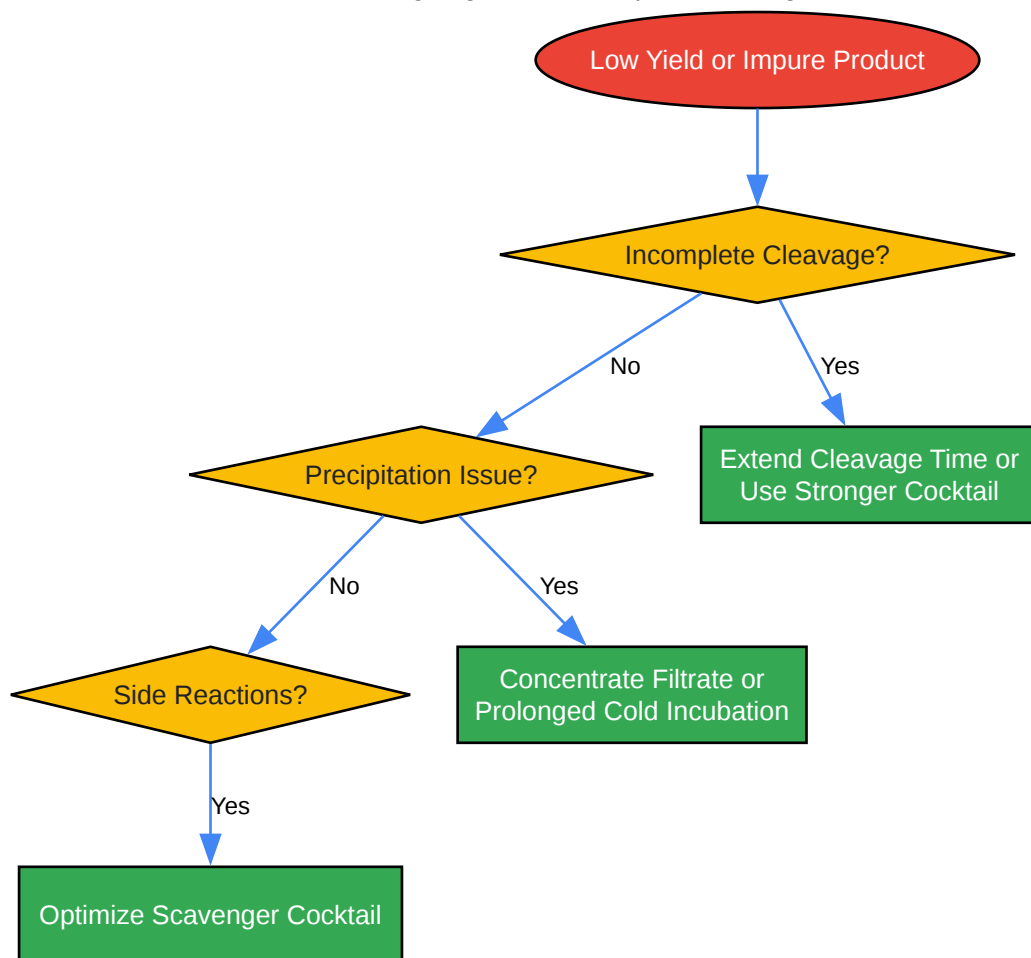 Low Yield or Impure Product
Incomplete Cleavage?
No
Yes
Precipitation Issue?
Extend Cleavage Time or
Use Stronger Cocktail
No
Yes
Side Reactions?
Concentrate Filtrate or
Prolonged Cold Incubation
Yes
Optimize Scavenger Cocktail